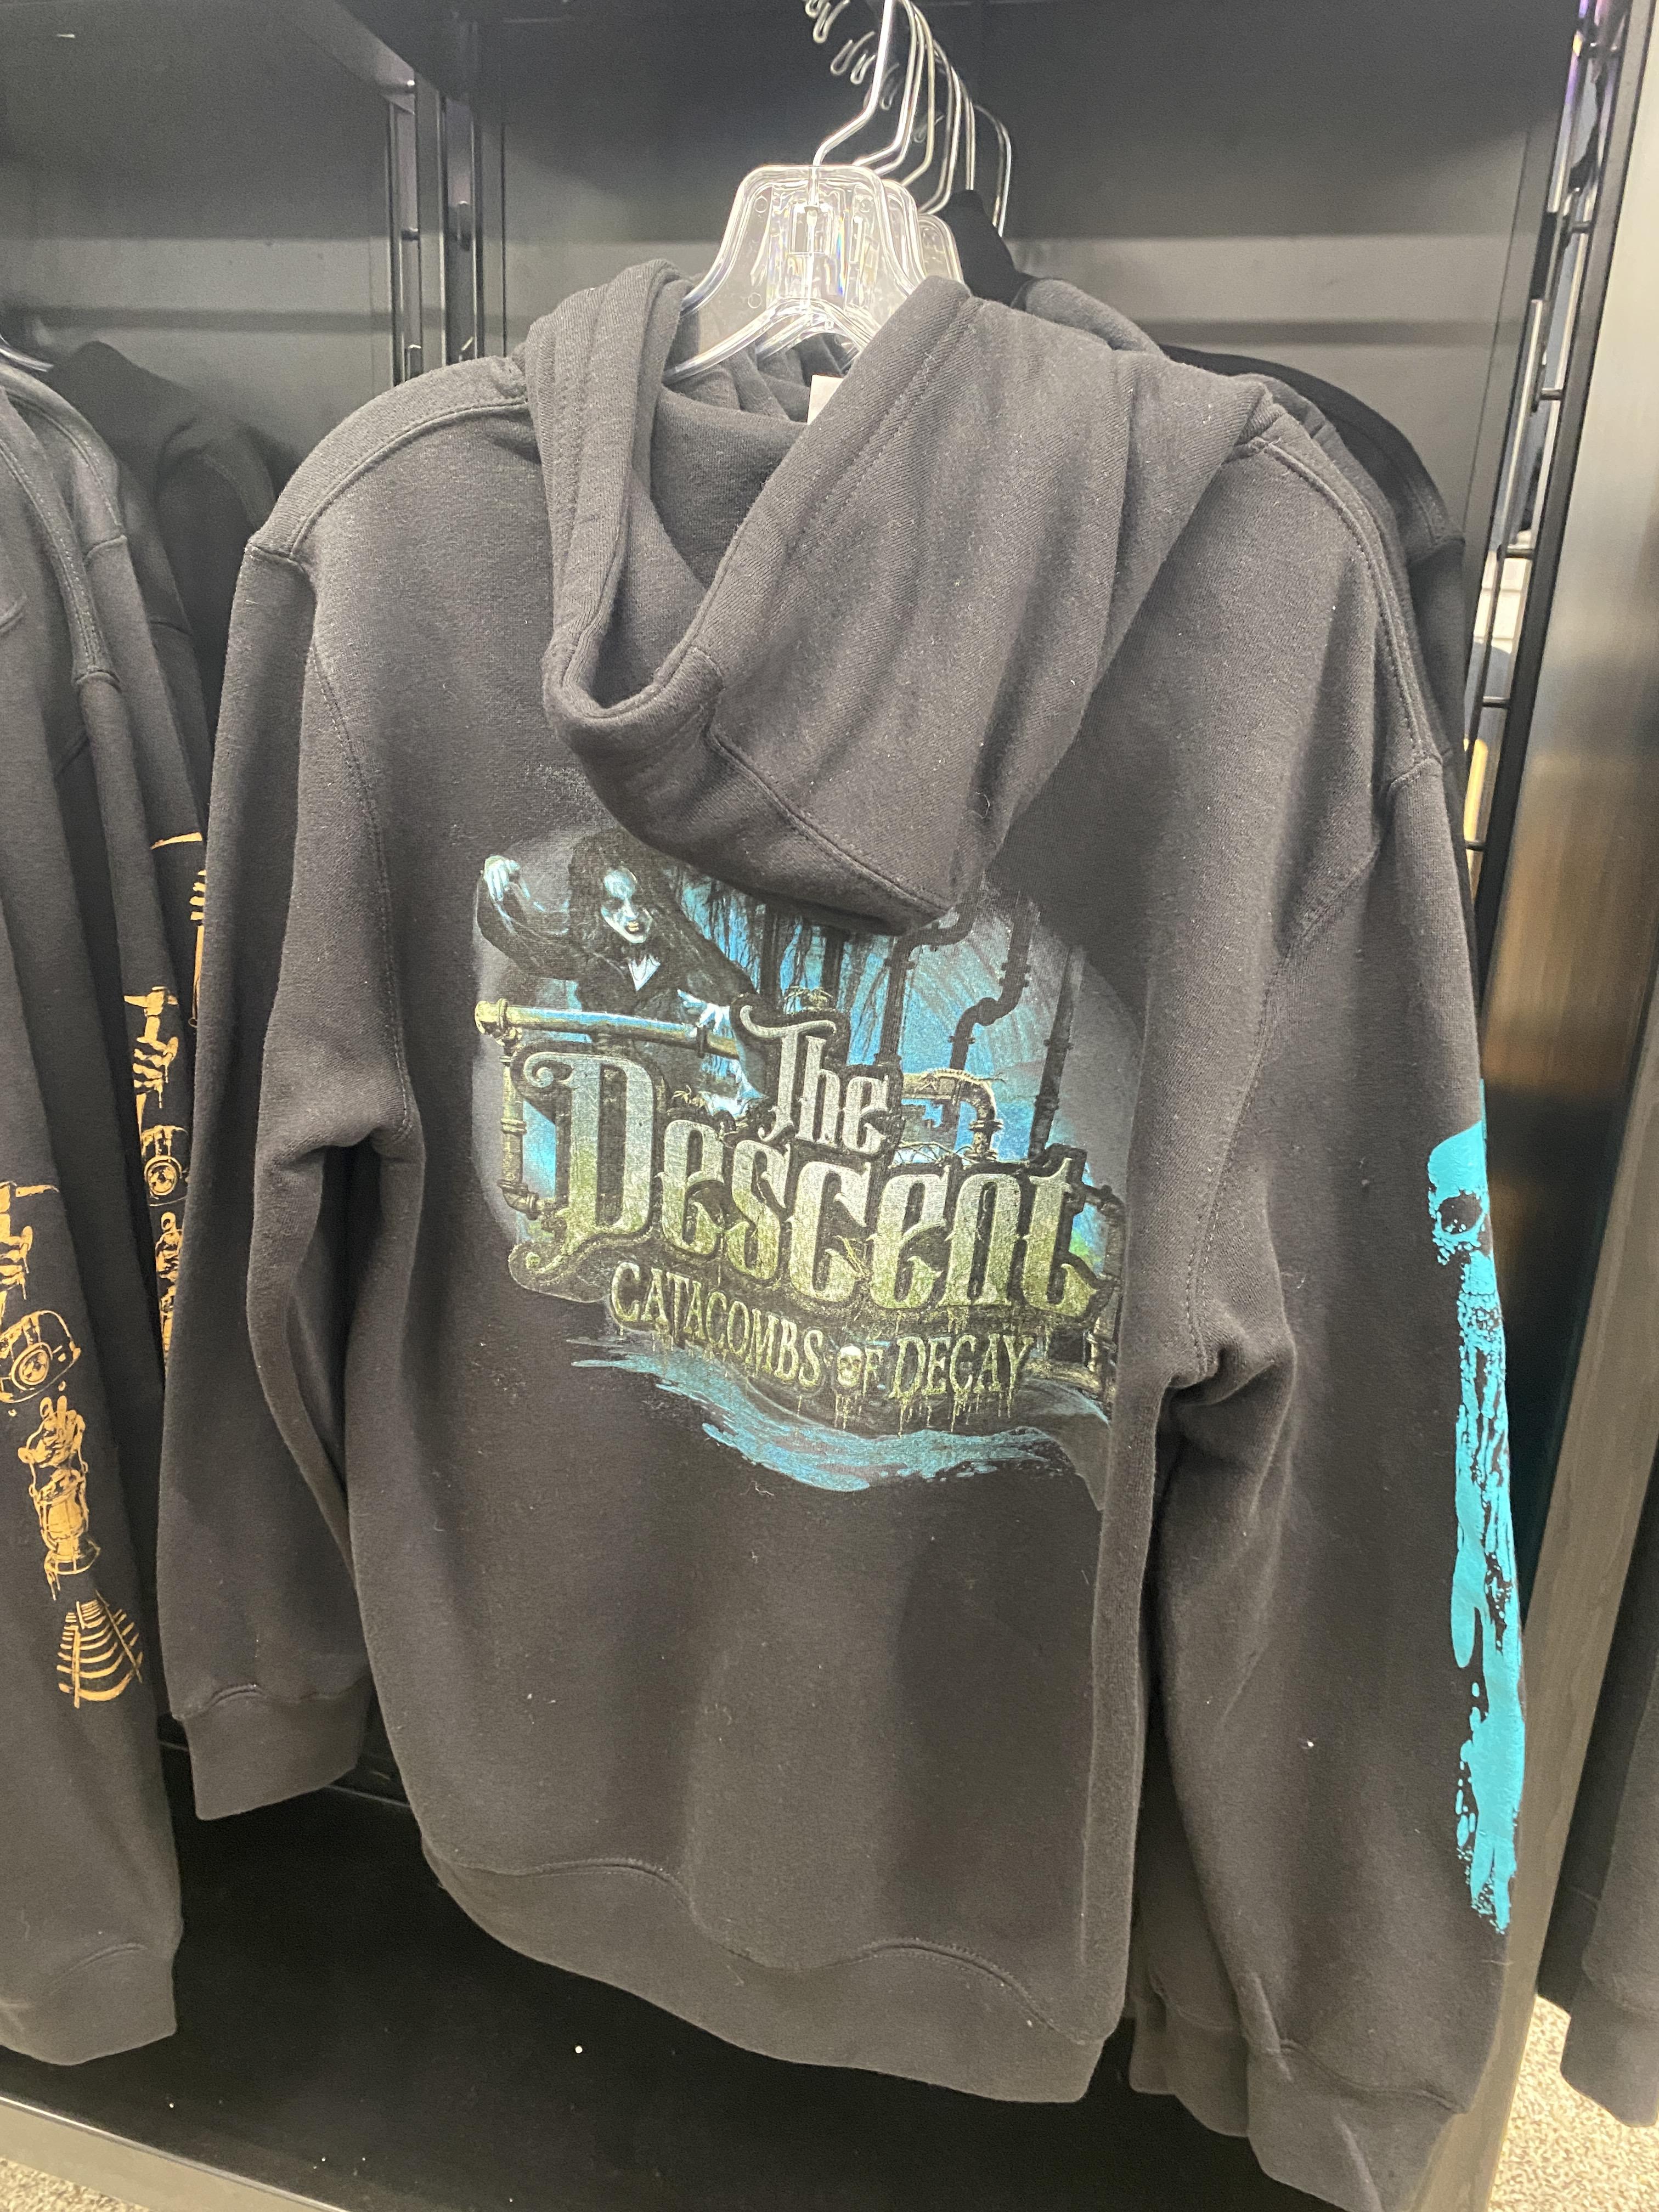 The
Descent
CATACOMBS OF DECAY